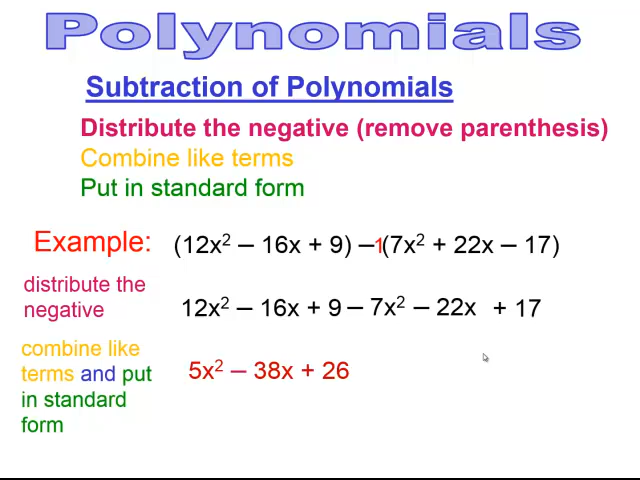 Polynomials
Subtraction of Polynomials
Distribute the negative (remove parenthesis)
Combine like terms
Put in standard form
Example: (12x² – 16x + 9) –1(7x² + 22x – 17)
distribute the
negative
12x² – 16x + 9 – 7x² – 22x + 17
combine like
terms and put
in standard
form
5x² – 38x + 26